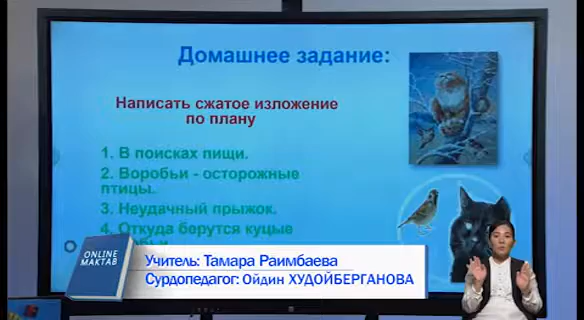 Домашнее задание:
Написать сжатое изложение
по плану
1. В поисках пищи.
2. Воробьи - осторожные
птицы.
3. Неудачный прыжок.
4. Откуда берутся куцые
ONLINE
MAKTAB
Учитель: Тамара Раимбаева
Сурдопедагог: Ойдин ХУДОЙБЕРГАНОВА